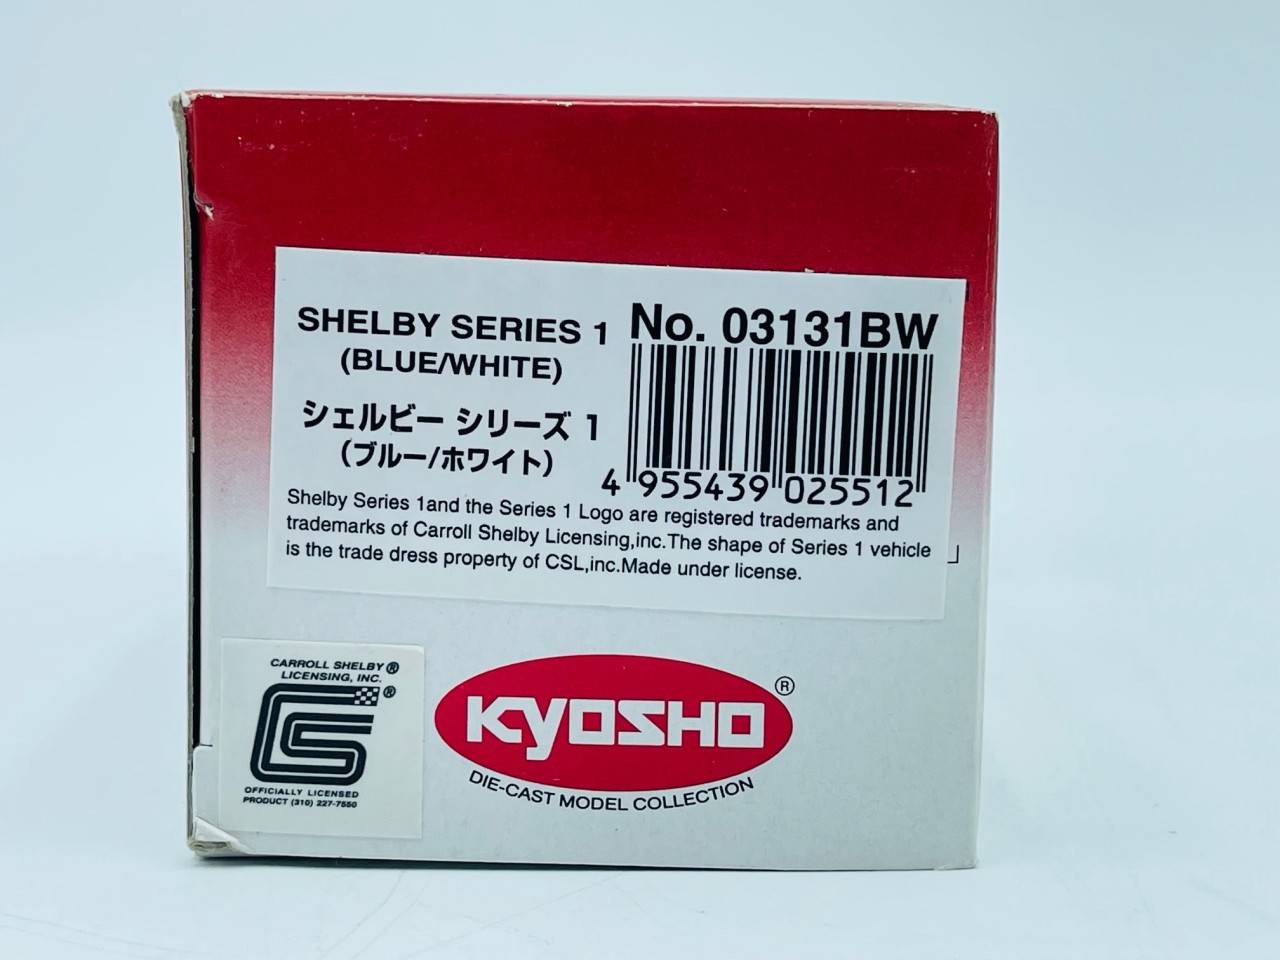 SHELBY SERIES 1
(BLUE/WHITE)
シェルビー シリーズ 1
(ブルー/ホワイト)
No. 03131BW
4 955439 025512
Shelby Series 1and the Series 1 Logo are registered trademarks and
trademarks of Carroll Shelby Licensing,inc.The shape of Series 1 vehicle
is the trade dress property of CSL,inc.Made under license.
CARROLL SHELBY®
LICENSING, INC.
CS®
OFFICIALLY LICENSED
PRODUCT (310) 227-7550
KYOSHO®
DIE-CAST MODEL COLLECTION